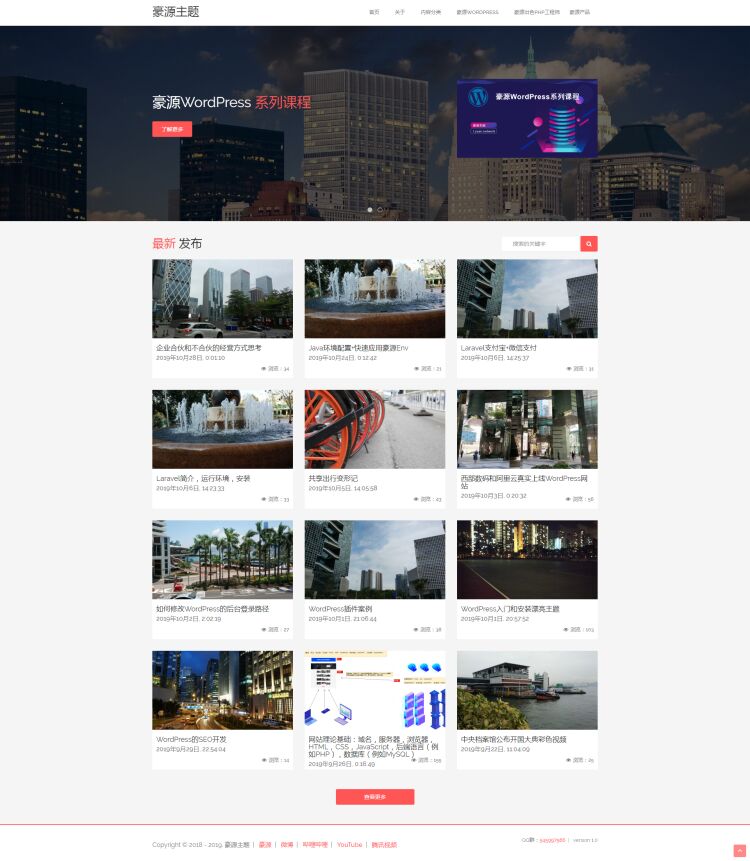 豪源主题
首页 关于 内容分类 豪源WORDPRESS 豪源出色PHP工程师 豪源产品
豪源WordPress 系列课程
了解更多
豪源WordPress系列课程
最新 发布
搜索的关键字
企业合伙和不合伙的经营方式思考
2019年10月28日, 0:01:10
浏览：34
Java环境配置+快速应用豪源Env
2019年10月24日, 0:12:42
浏览：21
Laravel支付宝+微信支付
2019年10月6日, 14:25:37
浏览：31
Laravel简介，运行环境，安装
2019年10月6日, 14:23:33
浏览：33
共享出行变形记
2019年10月5日, 14:05:58
浏览：43
西部数码和阿里云真实上线WordPress网
站
2019年10月3日, 0:20:32
浏览：56
如何修改WordPress的后台登录路径
2019年10月2日, 2:02:19
浏览：27
WordPress插件案例
2019年10月1日, 21:06:44
浏览：38
WordPress入门和安装漂亮主题
2019年10月1日, 20:57:52
浏览：103
WordPress的SEO开发
2019年9月29日, 22:54:04
浏览：14
网站理论基础：域名，服务器，浏览器，
HTML，CSS，JavaScript，后端语言（例
如PHP），数据库（例如MySQL）
2019年9月26日, 0:16:49
浏览：155
中央档案馆公布开国大典彩色视频
2019年9月22日, 11:04:09
浏览：25
查看更多
Copyright © 2018 - 2019. 豪源主题 | 豪源 | 微博 | 哔哩哔哩 | YouTube | 腾讯视频
QQ群：545997566 | version 1.0